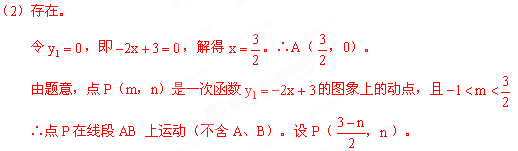 （2）存在。
令 y₁ = 0，即 −2x + 3 = 0，解得 x = 3/2。∴A（3/2，0）。
由题意，点 P（m，n）是一次函数 y₁ = −2x + 3 的图象上的动点，且 −1 < m < 3/2
∴点 P 在线段 AB 上运动（不含 A、B）。设 P（(3−n)/2，n）。